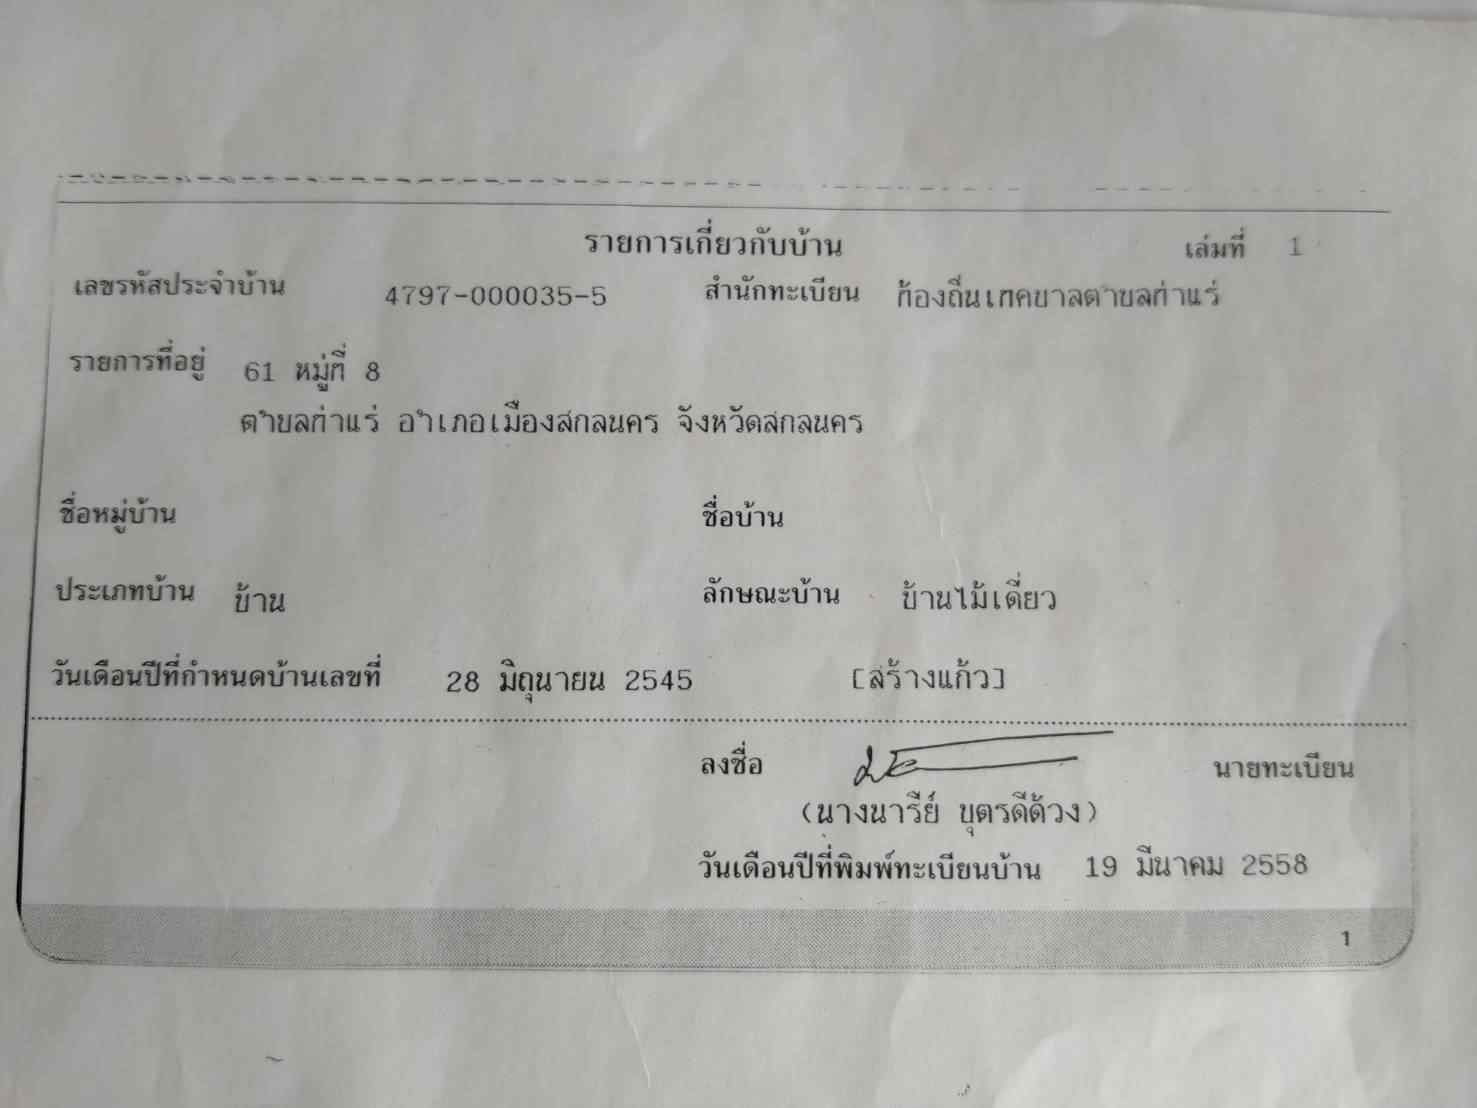 รายการเกี่ยวกับบ้าน เล่มที่ 1
เลขรหัสประจำบ้าน 4797-000035-5 สำนักทะเบียน ท้องถิ่นเทศบาลตำบลท่าแร่
รายการที่อยู่ 61 หมู่ที่ 8
ตำบลท่าแร่ อำเภอเมืองสกลนคร จังหวัดสกลนคร
ชื่อหมู่บ้าน ชื่อบ้าน
ประเภทบ้าน บ้าน ลักษณะบ้าน บ้านไม้เดี่ยว
วันเดือนปีที่กำหนดบ้านเลขที่ 28 มิถุนายน 2545 [สร้างแก้ว]
ลงชื่อ นายทะเบียน
(นางนารีย์ บุตรดีด้วง)
วันเดือนปีที่พิมพ์ทะเบียนบ้าน 19 มีนาคม 2558
1